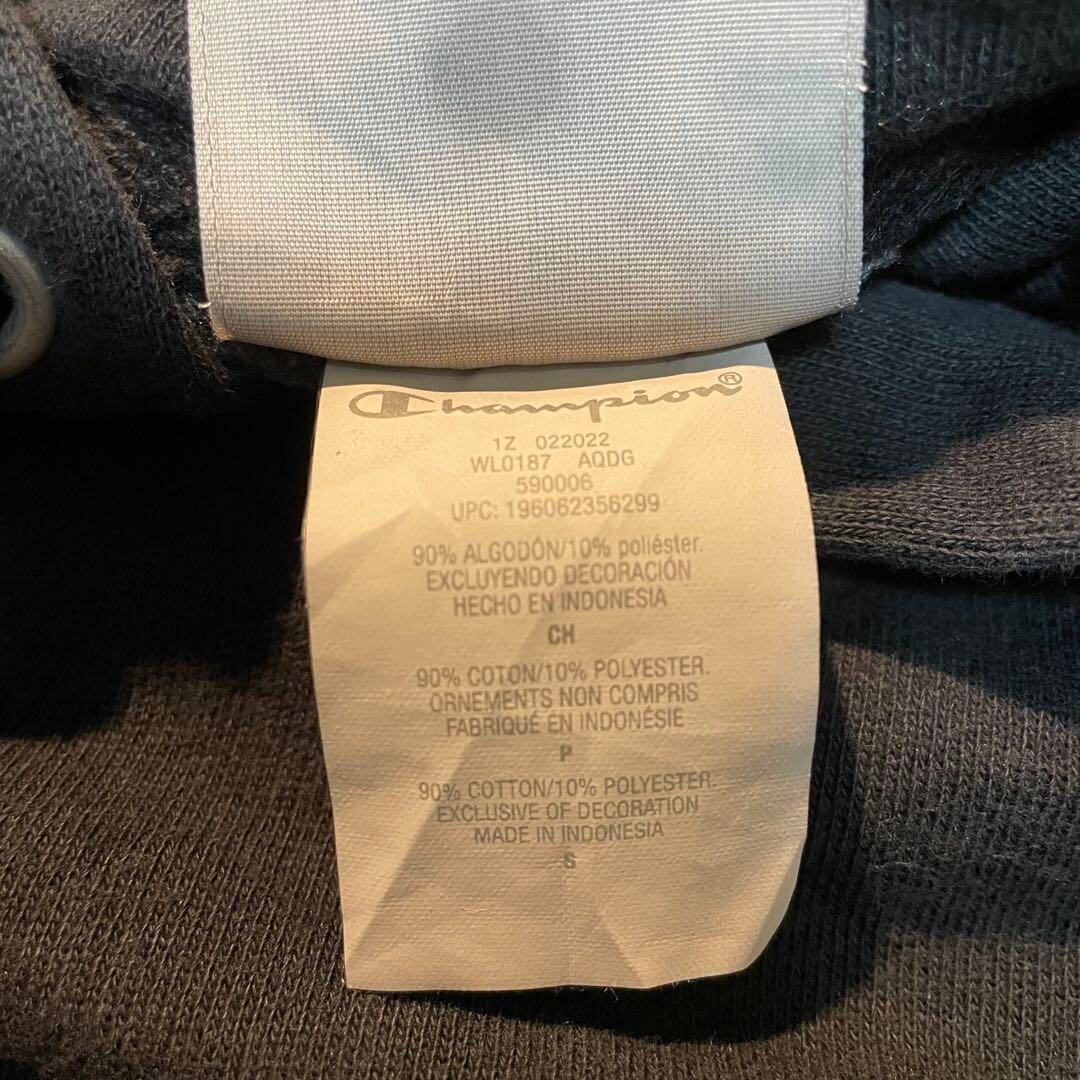 Champion®
1Z 022022
WL0187 AQDG
590006
UPC: 196062356299
90% ALGODÓN/10% poliéster.
EXCLUYENDO DECORACIÓN
HECHO EN INDONESIA
CH
90% COTON/10% POLYESTER.
ORNEMENTS NON COMPRIS
FABRIQUÉ EN INDONÉSIE
P
90% COTTON/10% POLYESTER.
EXCLUSIVE OF DECORATION
MADE IN INDONESIA
S